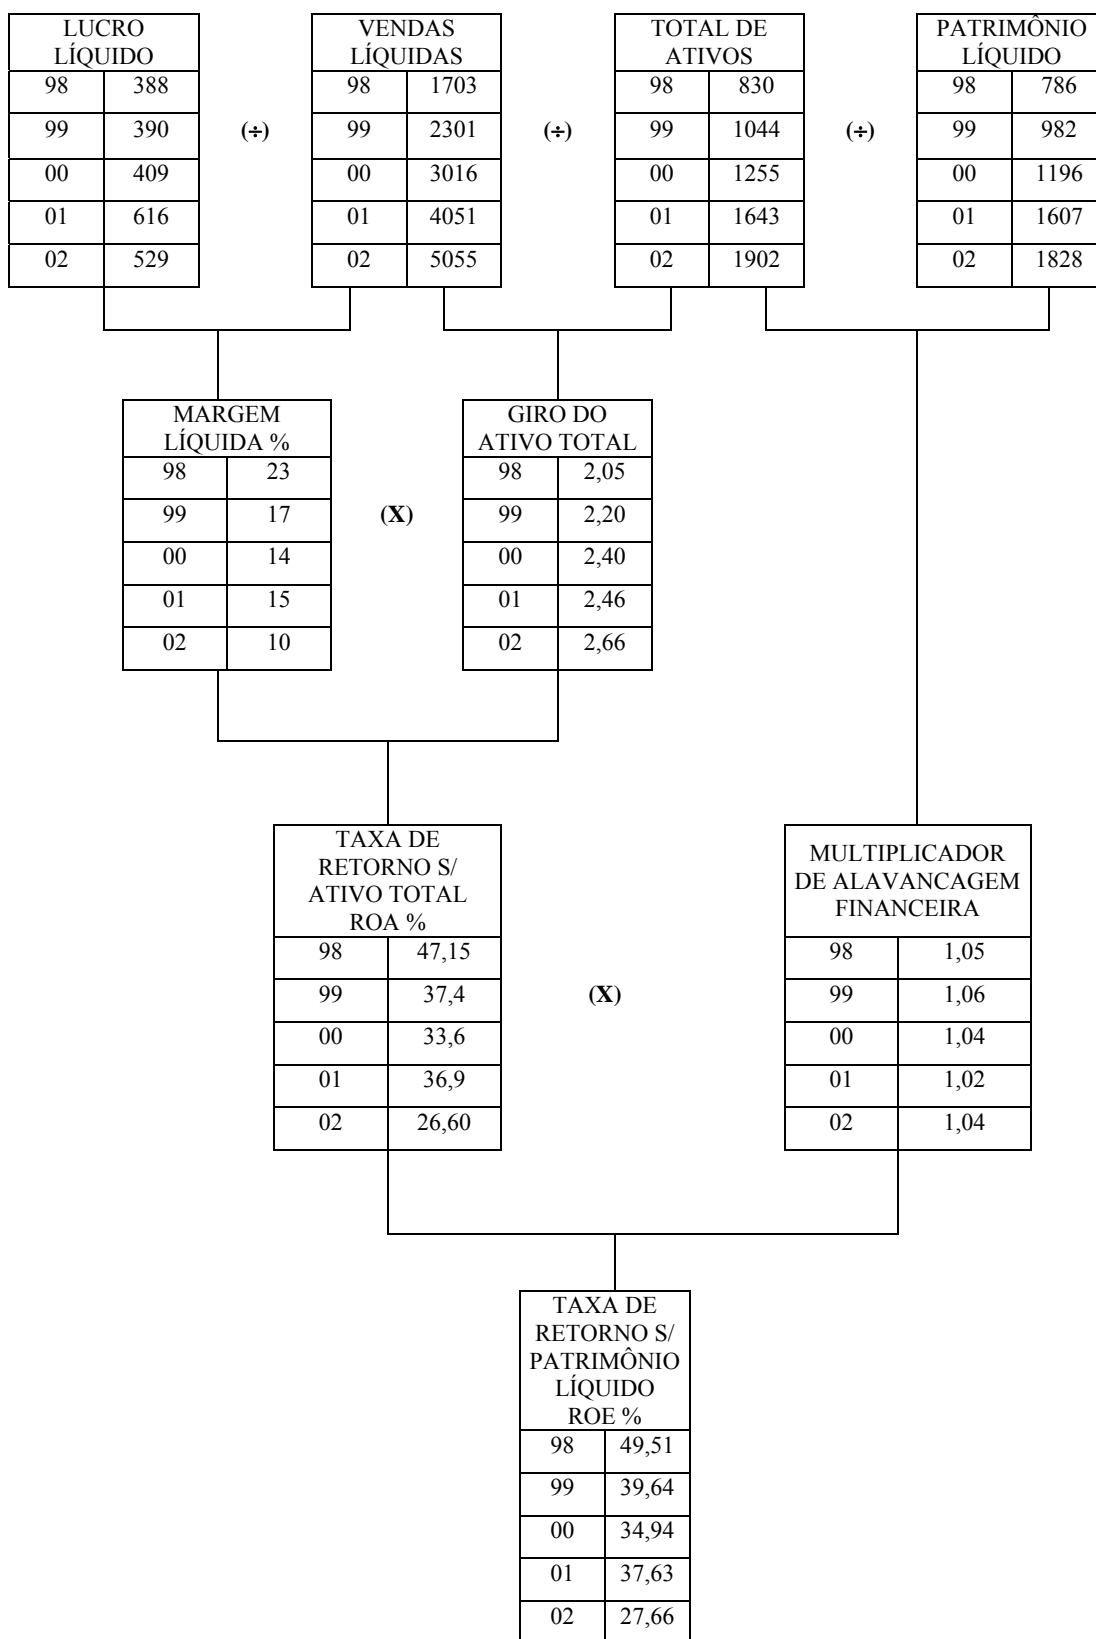 LUCRO
LÍQUIDO
98 388
99 390
00 409
01 616
02 529
(÷)
VENDAS
LÍQUIDAS
98 1703
99 2301
00 3016
01 4051
02 5055
(÷)
TOTAL DE
ATIVOS
98 830
99 1044
00 1255
01 1643
02 1902
(÷)
PATRIMÔNIO
LÍQUIDO
98 786
99 982
00 1196
01 1607
02 1828
MARGEM
LÍQUIDA %
98 23
99 17
00 14
01 15
02 10
(X)
GIRO DO
ATIVO TOTAL
98 2,05
99 2,20
00 2,40
01 2,46
02 2,66
TAXA DE
RETORNO S/
ATIVO TOTAL
ROA %
98 47,15
99 37,4
00 33,6
01 36,9
02 26,60
(X)
MULTIPLICADOR
DE ALAVANCAGEM
FINANCEIRA
98 1,05
99 1,06
00 1,04
01 1,02
02 1,04
TAXA DE
RETORNO S/
PATRIMÔNIO
LÍQUIDO
ROE %
98 49,51
99 39,64
00 34,94
01 37,63
02 27,66